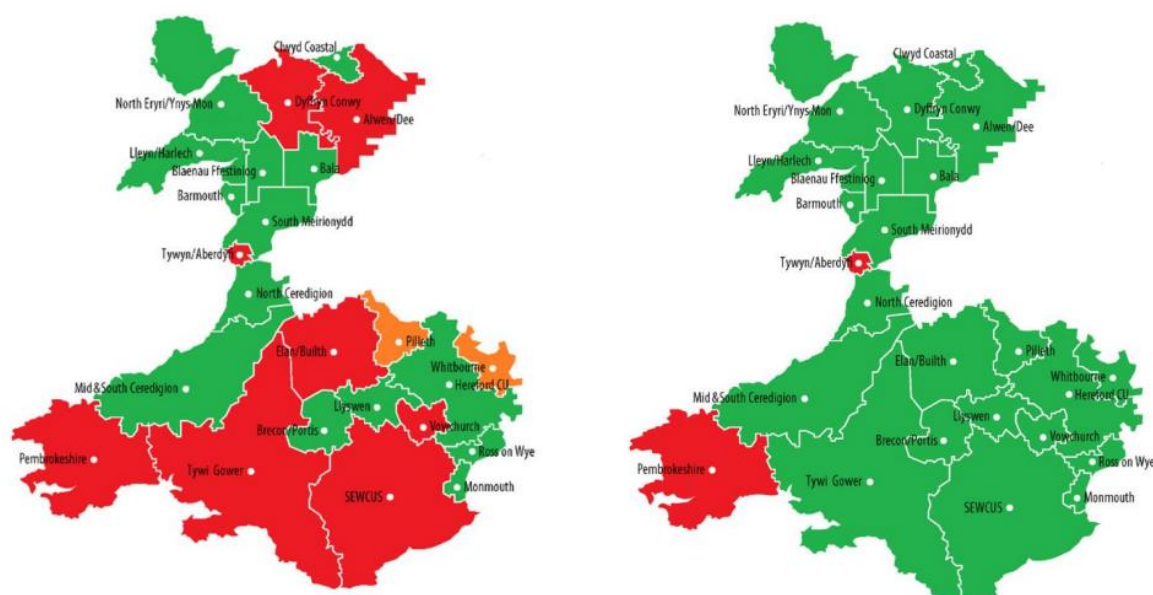 Clwyd Coastal
North Eryri/Ynys Mon
Dyffryn Conwy
Alwen/Dee
Lleyn/Harlech
Blaenau Ffestiniog
Bala
Barmouth
South Meirionydd
Tywyn/Aberdyfi
North Ceredigion
Elan/Builth
Pilleth
Whitbourne
Hereford CU
Mid&South Ceredigion
Llyswen
Vowchurch
Brecon/Portis
Ross on Wye
Pembrokeshire
Tywi Gower
SEWCUS
Monmouth
Clwyd Coastal
North Eryri/Ynys Mon
Dyffryn Conwy
Alwen/Dee
Lleyn/Harlech
Blaenau Ffestiniog
Bala
Barmouth
South Meirionydd
Tywyn/Aberdyfi
North Ceredigion
Elan/Builth
Pilleth
Whitbourne
Hereford CU
Mid&South Ceredigion
Llyswen
Vowchurch
Brecon/Portis
Ross on Wye
Pembrokeshire
Tywi Gower
SEWCUS
Monmouth